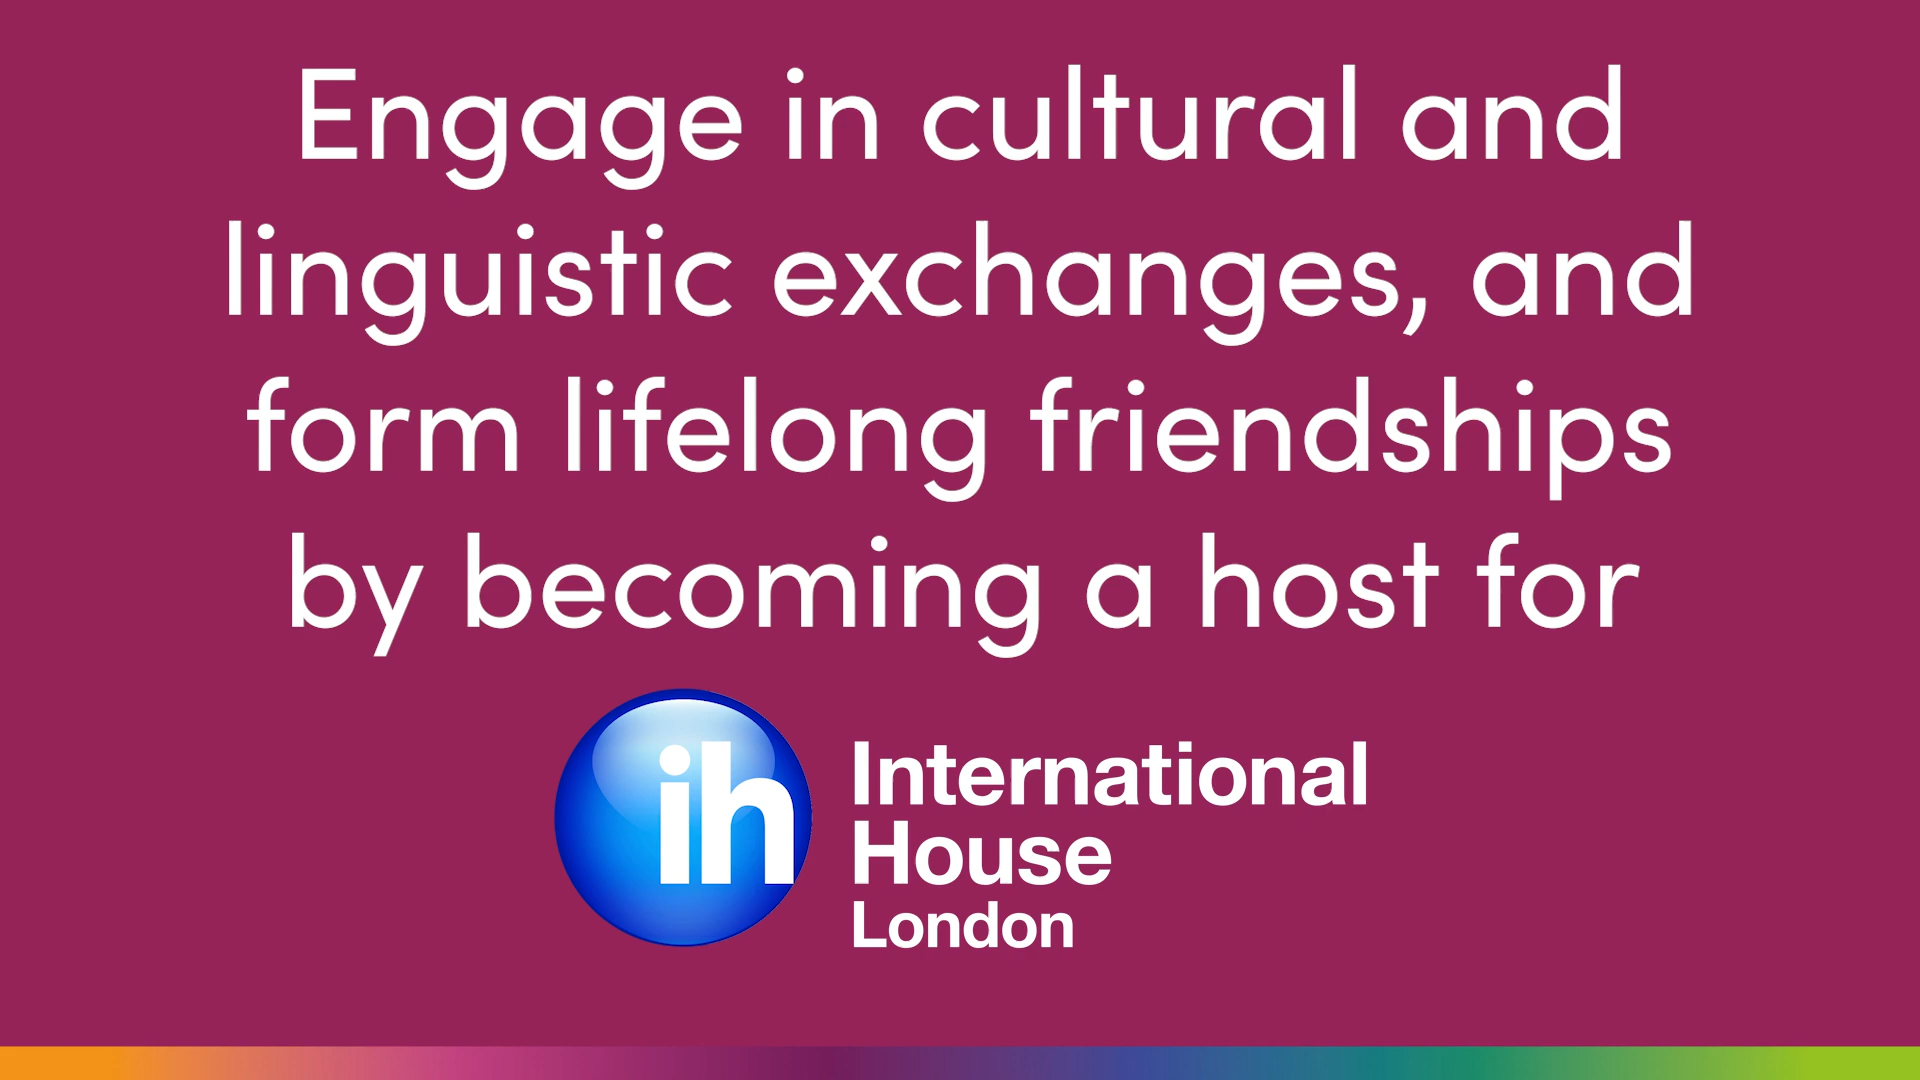 Engage in cultural and
linguistic exchanges, and
form lifelong friendships
by becoming a host for
ih
International
House
London